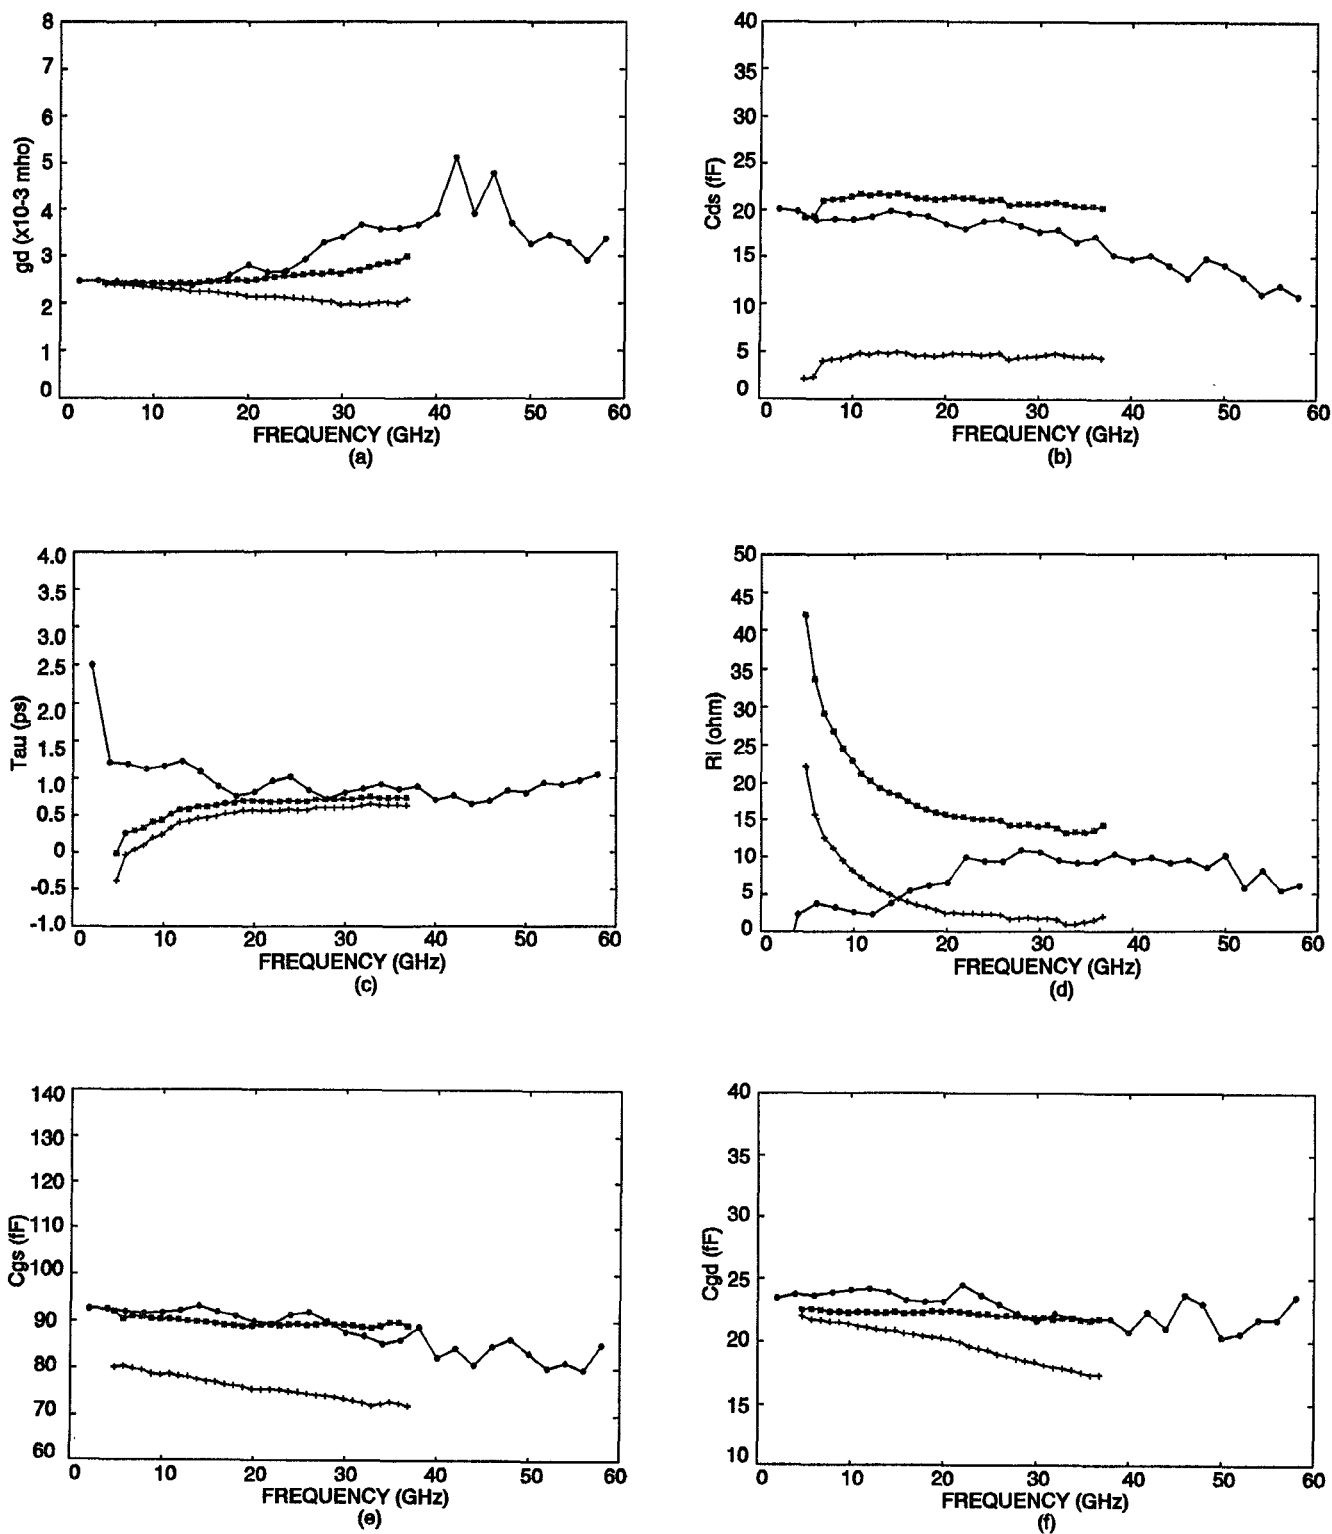 8
7
6
5
4
3
2
1
0
gd (x10-3 mho)
0 10 20 30 40 50 60
FREQUENCY (GHz)
(a)
40
35
30
25
20
15
10
5
0
Cds (fF)
0 10 20 30 40 50 60
FREQUENCY (GHz)
(b)
4.0
3.5
3.0
2.5
2.0
1.5
1.0
0.5
0
-0.5
-1.0
Tau (ps)
0 10 20 30 40 50 60
FREQUENCY (GHz)
(c)
50
45
40
35
30
25
20
15
10
5
0
Ri (ohm)
0 10 20 30 40 50 60
FREQUENCY (GHz)
(d)
140
130
120
110
100
90
80
70
60
Cgs (fF)
0 10 20 30 40 50 60
FREQUENCY (GHz)
(e)
40
35
30
25
20
15
10
Cgd (fF)
0 10 20 30 40 50 60
FREQUENCY (GHz)
(f)